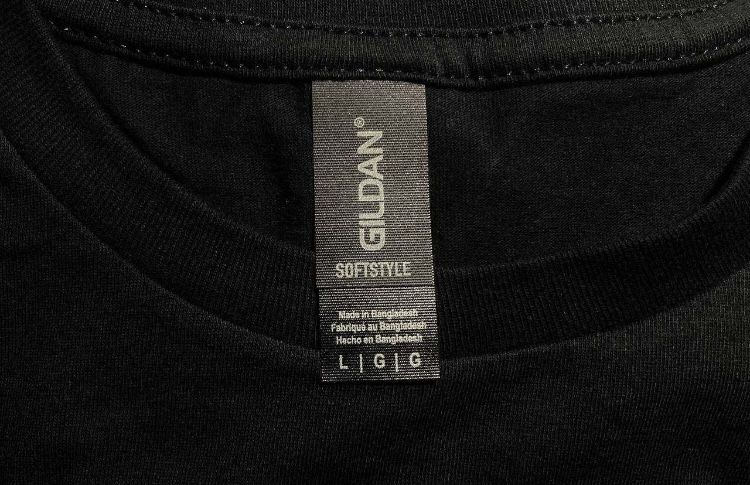 GILDAN®
SOFTSTYLE
Made in Bangladesh
Fabriqué au Bangladesh
Hecho en Bangladesh
L | G | G